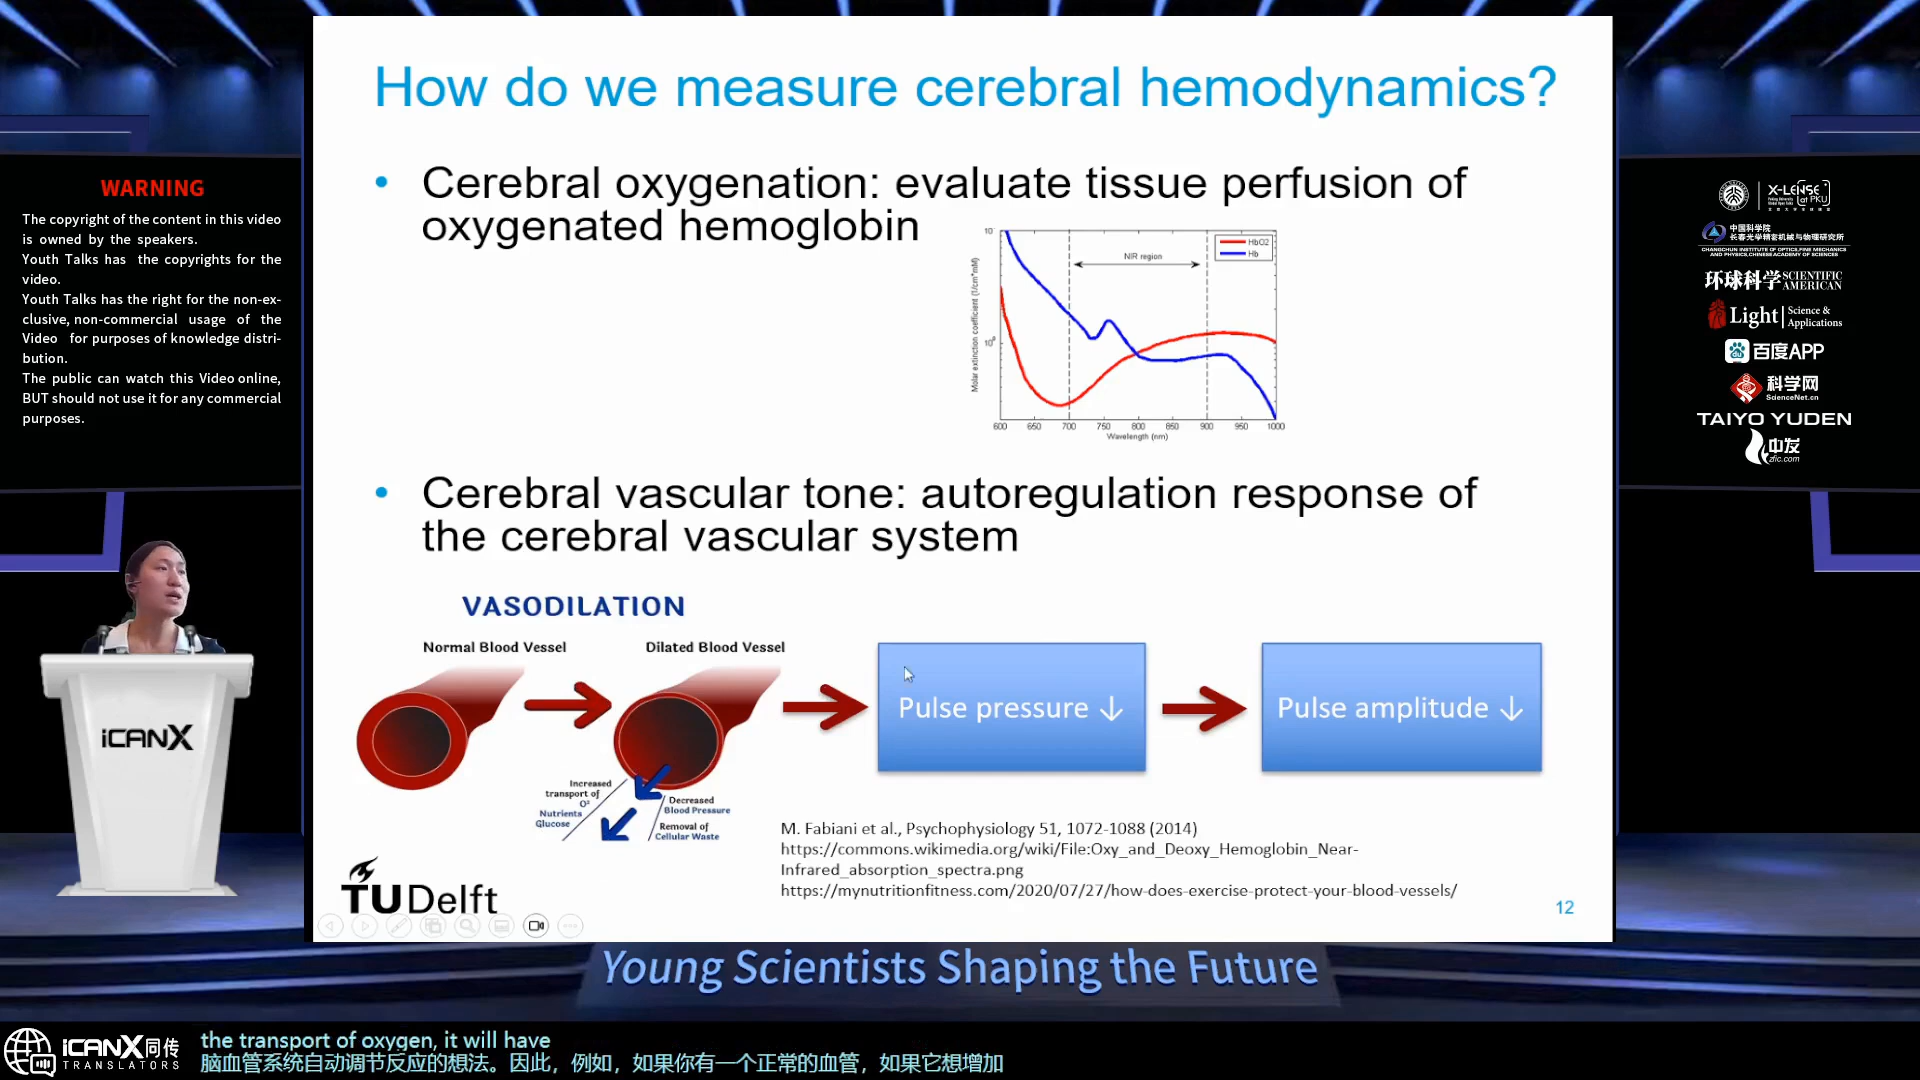 How do we measure cerebral hemodynamics?
WARNING
The copyright of the content in this video
is owned by the speakers.
Youth Talks has the copyrights for the
video.
Youth Talks has the right for the non-ex-
clusive, non-commercial usage of the
Video for purposes of knowledge distri-
bution.
The public can watch this Video online,
BUT should not use it for any commercial
purposes.
• Cerebral oxygenation: evaluate tissue perfusion of
oxygenated hemoglobin
10
HbO2
Hb
NIR region
Molar extinction coefficient (1/cm*mM)
10⁰
600 650 700 750 800 850 900 950 1000
Wavelength (nm)
• Cerebral vascular tone: autoregulation response of
the cerebral vascular system
VASODILATION
Normal Blood Vessel
Dilated Blood Vessel
Pulse pressure ↓
Pulse amplitude ↓
Increased
transport of
O²
Nutrients
Glucose
Decreased
Blood Pressure
Removal of
Cellular Waste
M. Fabiani et al., Psychophysiology 51, 1072-1088 (2014)
https://commons.wikimedia.org/wiki/File:Oxy_and_Deoxy_Hemoglobin_Near-
Infrared_absorption_spectra.png
https://mynutritionfitness.com/2020/07/27/how-does-exercise-protect-your-blood-vessels/
TUDelft
12
X-LENSE
at PKU
中国科学院
长春光学精密机械与物理研究所
CHANGCHUN INSTITUTE OF OPTICS, FINE MECHANICS
AND PHYSICS, CHINESE ACADEMY OF SCIENCES
环球科学 SCIENTIFIC
AMERICAN
Light | Science &
Applications
百度APP
科学网
ScienceNet.cn
TAIYO YUDEN
中发
zfic.com
iCANX
Young Scientists Shaping the Future
iCANX同传
TRANSLATORS
the transport of oxygen, it will have
脑血管系统自动调节反应的想法。因此，例如，如果你有一个正常的血管，如果它想增加